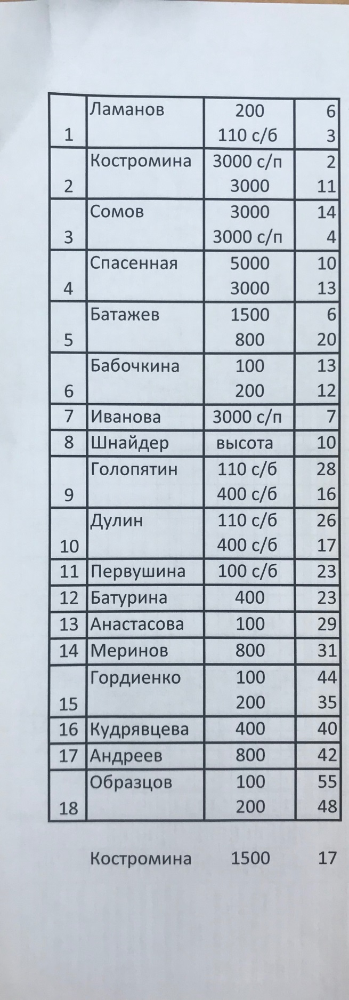 Ламанов 200 6
1 110 с/б 3
Костромина 3000 с/п 2
2 3000 11
Сомов 3000 14
3 3000 с/п 4
Спасенная 5000 10
4 3000 13
Батажев 1500 6
5 800 20
Бабочкина 100 13
6 200 12
7 Иванова 3000 с/п 7
8 Шнайдер высота 10
Голопятин 110 с/б 28
9 400 с/б 16
Дулин 110 с/б 26
10 400 с/б 17
11 Первушина 100 с/б 23
12 Батурина 400 23
13 Анастасова 100 29
14 Меринов 800 31
Гордиенко 100 44
15 200 35
16 Кудрявцева 400 40
17 Андреев 800 42
Образцов 100 55
18 200 48
Костромина 1500 17